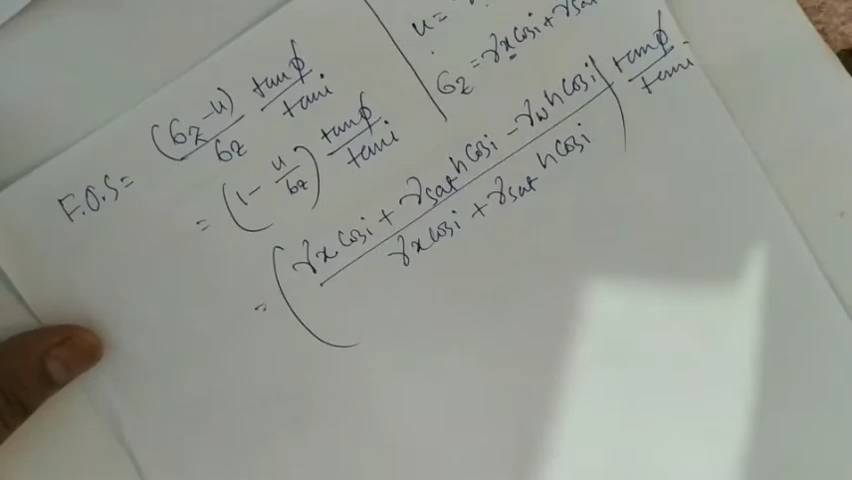 u =
σz = γx cosi + γsat
F.O.S = (σz - u)/σz tanϕ/tani
= (1 - u/σz) tanϕ/tani
= (γx cosi + γsat h cosi - γw h cosi / γx cosi + γsat h cosi) tanϕ/tani